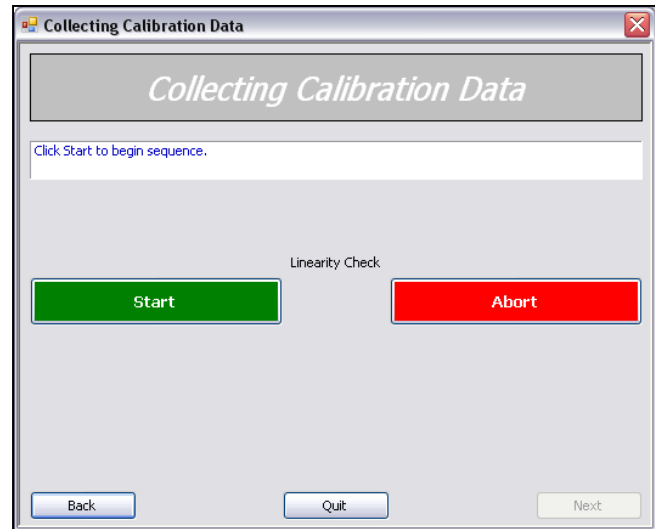 Collecting Calibration Data
Collecting Calibration Data
Click Start to begin sequence.
Linearity Check
Start Abort
Back Quit Next